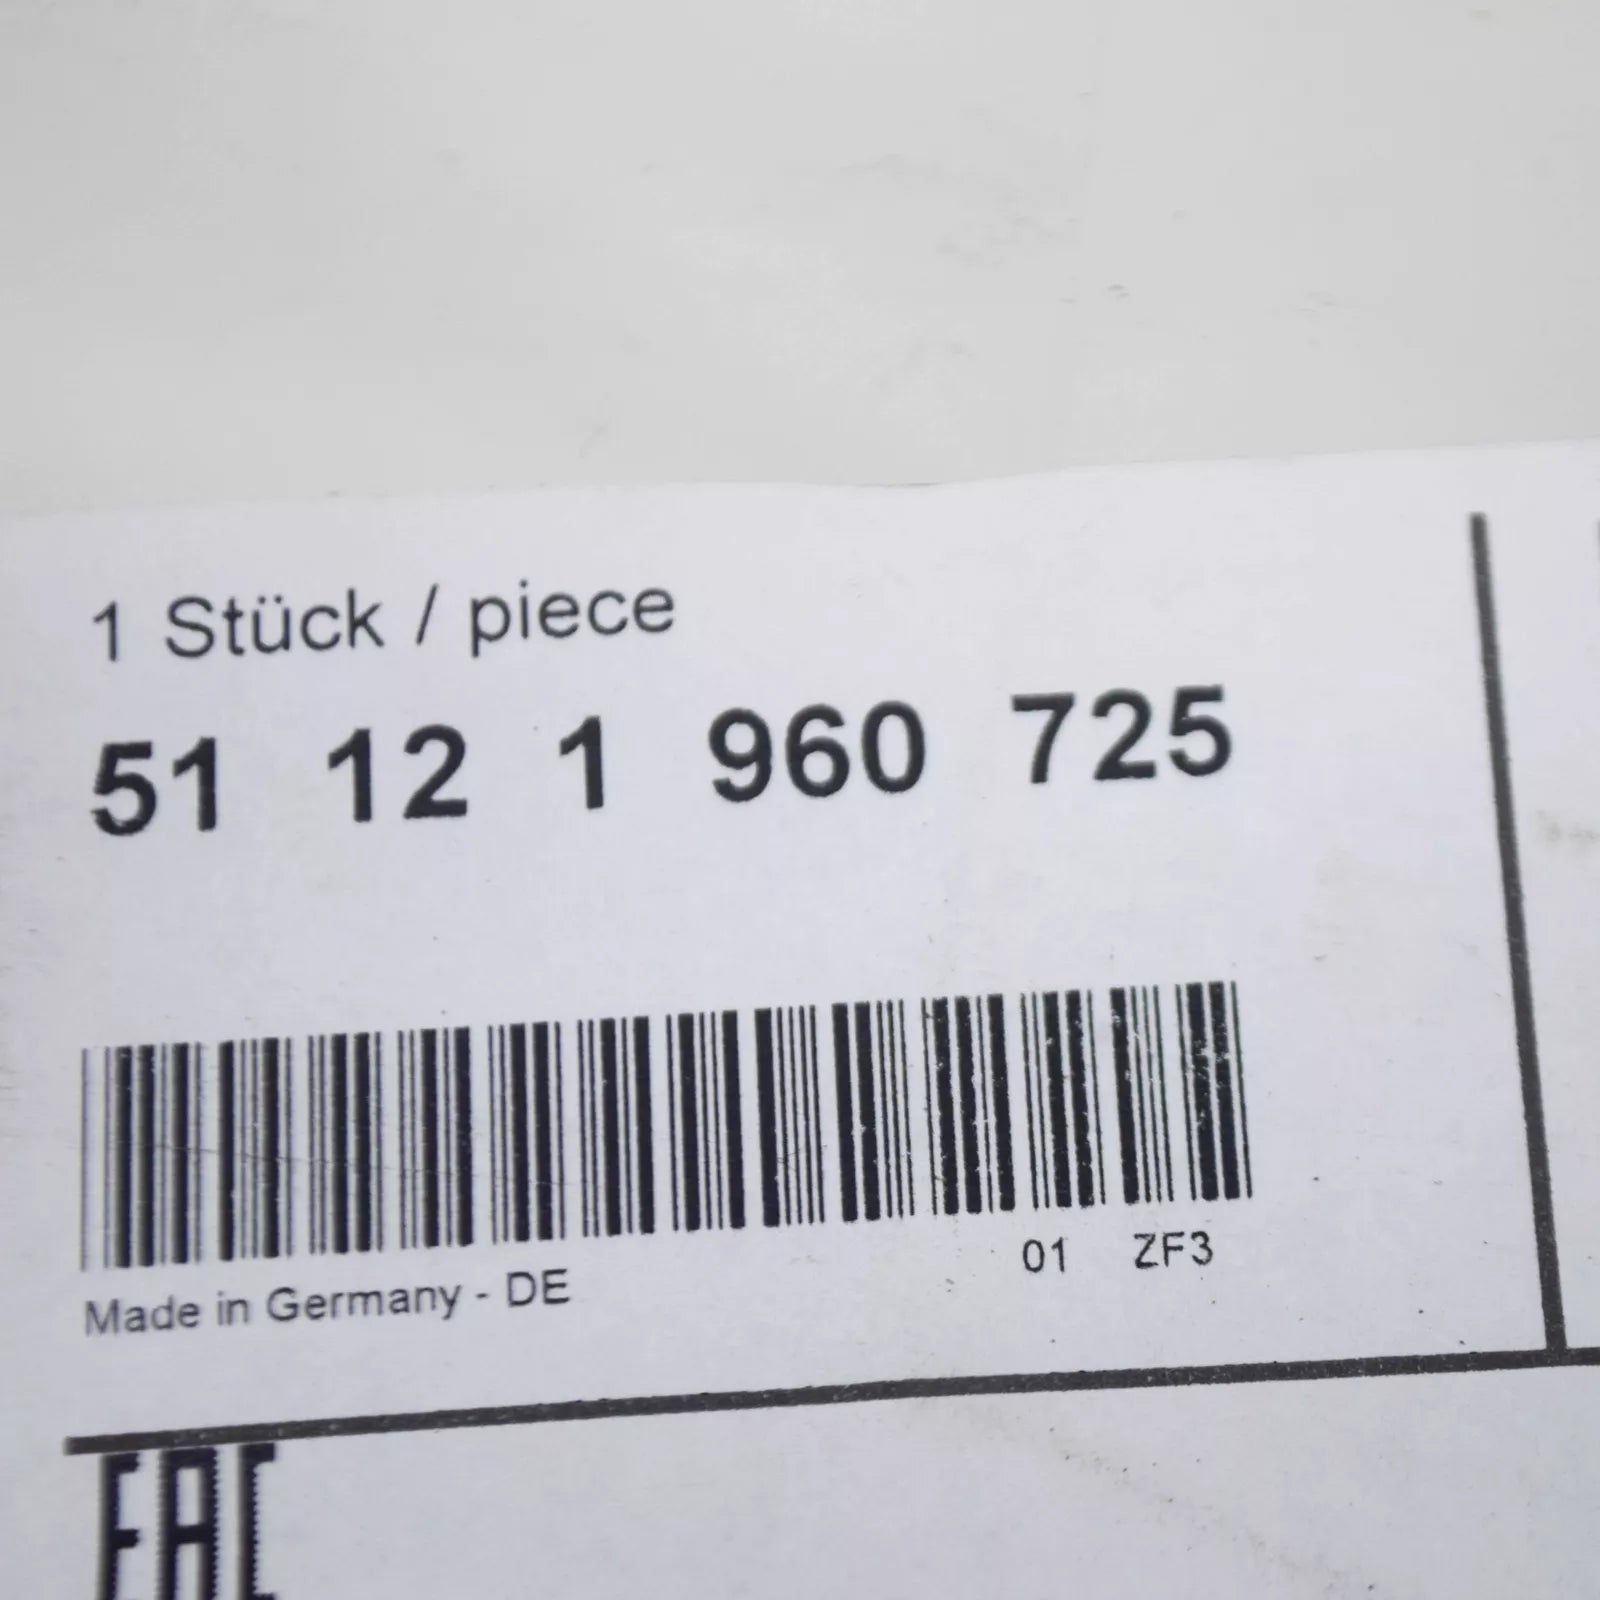 1 Stück / piece
51 12 1 960 725
01 ZF3
Made in Germany - DE
EAC